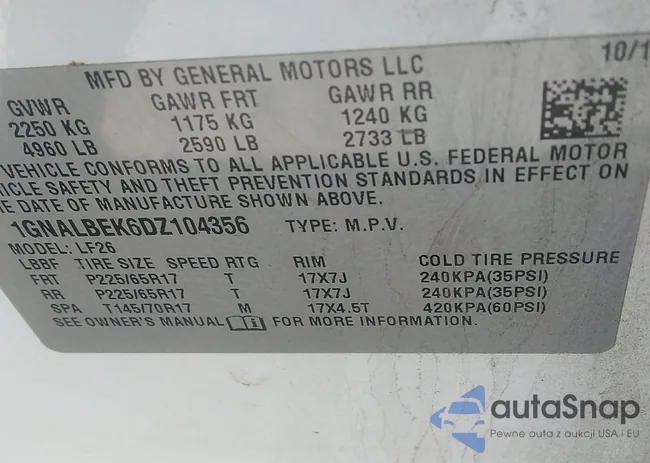 10/1
MFD BY GENERAL MOTORS LLC
GVWR GAWR FRT GAWR RR
2250 KG 1175 KG 1240 KG
4960 LB 2590 LB 2733 LB
VEHICLE CONFORMS TO ALL APPLICABLE U.S. FEDERAL MOTOR
HICLE SAFETY AND THEFT PREVENTION STANDARDS IN EFFECT ON
HE DATE OF MANUFACTURE SHOWN ABOVE.
1GNALBEK6DZ104356 TYPE: M.P.V.
MODEL: LF26
LBBF TIRE SIZE SPEED RTG RIM COLD TIRE PRESSURE
FRT P225/65R17 T 17X7J 240KPA(35PSI)
RR P225/65R17 T 17X7J 240KPA(35PSI)
SPA T145/70R17 M 17X4.5T 420KPA(60PSI)
SEE OWNER'S MANUAL FOR MORE INFORMATION.
autaSnap
Pewne auta z aukcji USA i EU